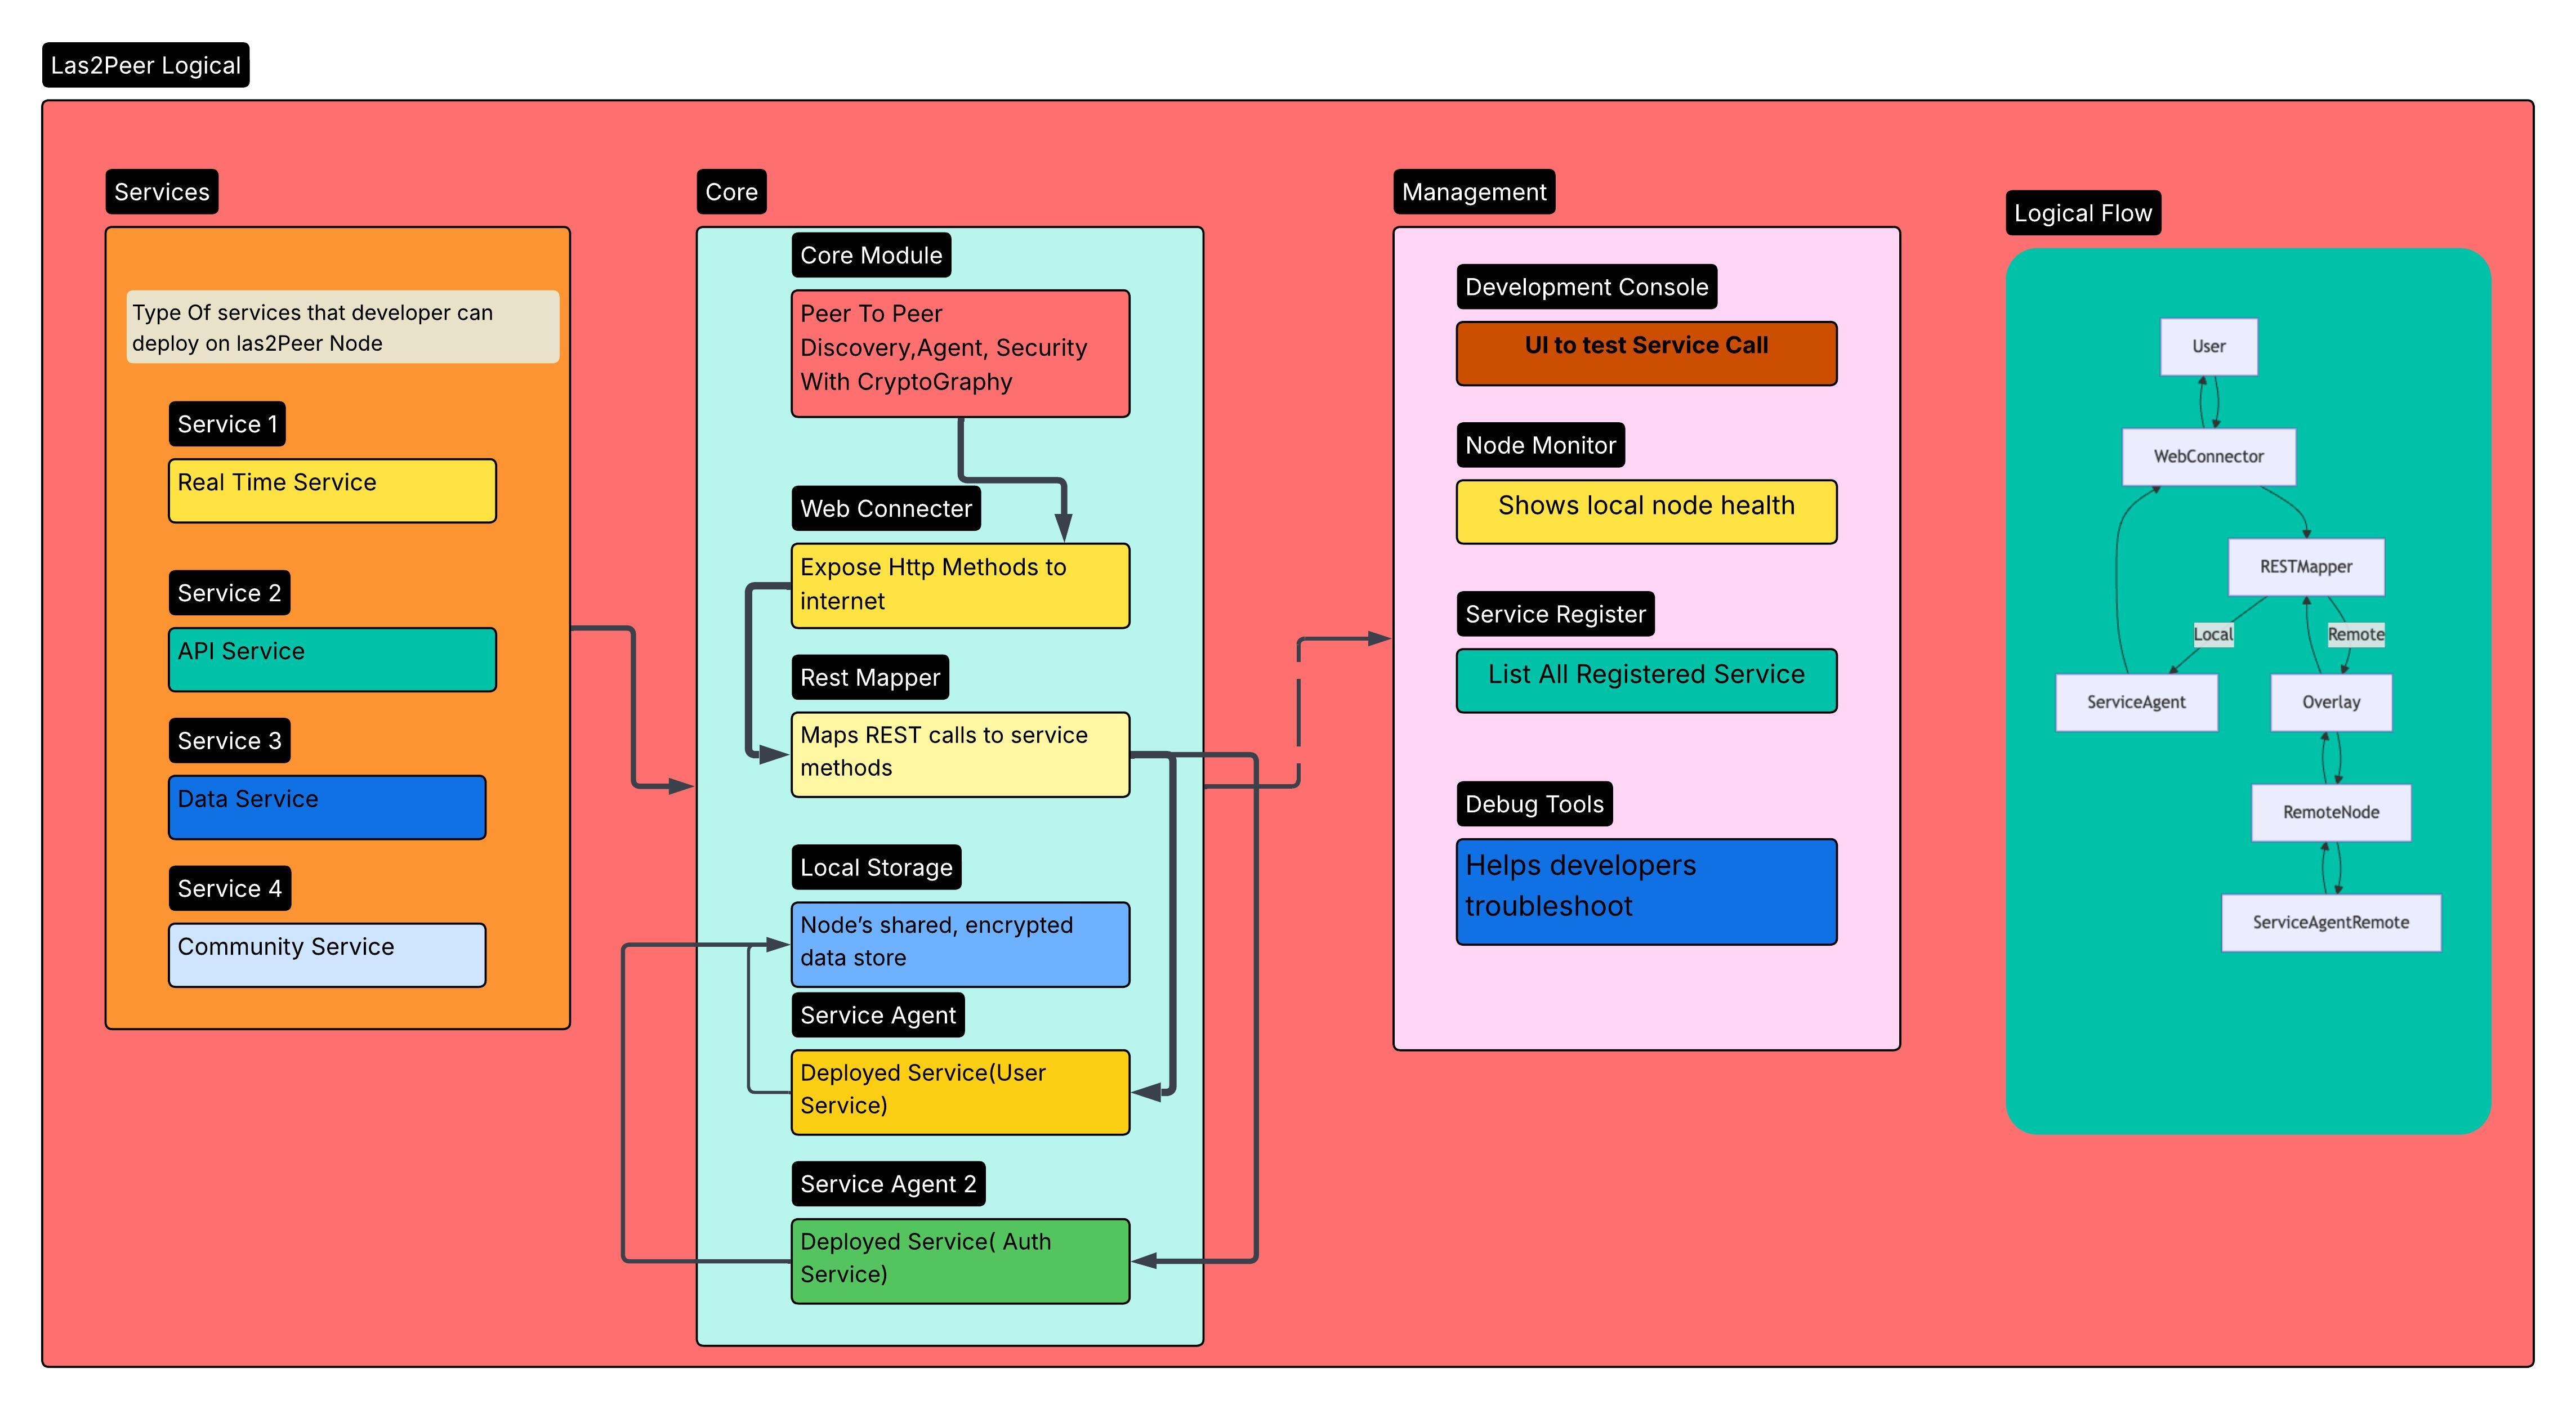 Las2Peer Logical
Services
Type Of services that developer can
deploy on las2Peer Node
Service 1
Real Time Service
Service 2
API Service
Service 3
Data Service
Service 4
Community Service
Core
Core Module
Peer To Peer
Discovery,Agent, Security
With CryptoGraphy
Web Connecter
Expose Http Methods to
internet
Rest Mapper
Maps REST calls to service
methods
Local Storage
Node’s shared, encrypted
data store
Service Agent
Deployed Service(User
Service)
Service Agent 2
Deployed Service( Auth
Service)
Management
Development Console
UI to test Service Call
Node Monitor
Shows local node health
Service Register
List All Registered Service
Debug Tools
Helps developers
troubleshoot
Logical Flow
User
WebConnector
RESTMapper
Local
Remote
ServiceAgent
Overlay
RemoteNode
ServiceAgentRemote